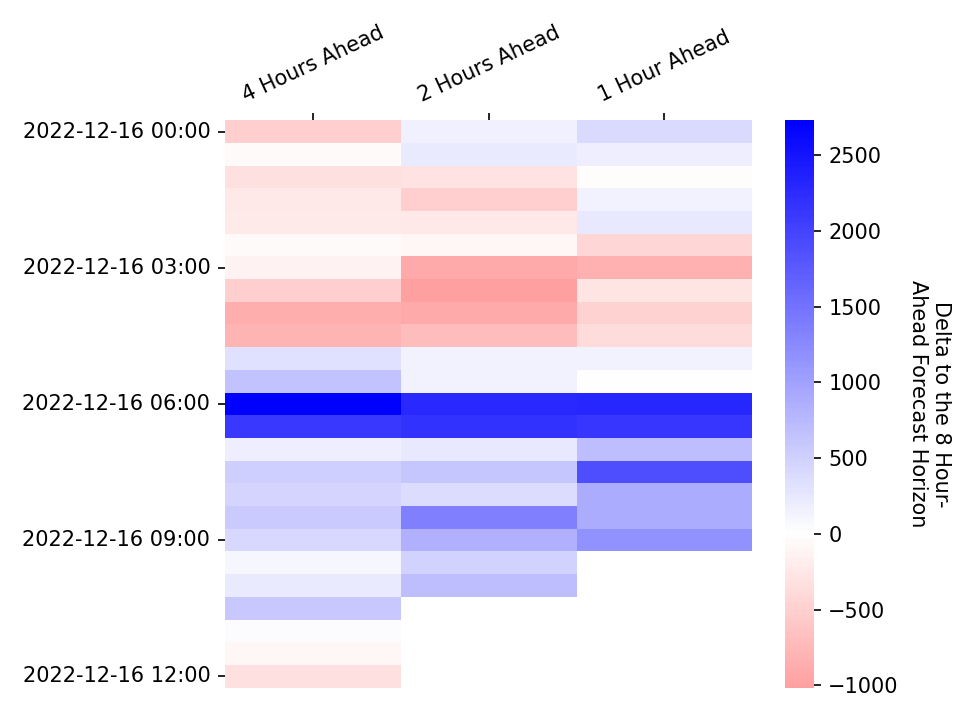 4 Hours Ahead
2 Hours Ahead
1 Hour Ahead
2022-12-16 00:00
2022-12-16 03:00
2022-12-16 06:00
2022-12-16 09:00
2022-12-16 12:00
2500
2000
1500
1000
500
0
−500
−1000
Delta to the 8 Hour-
Ahead Forecast Horizon